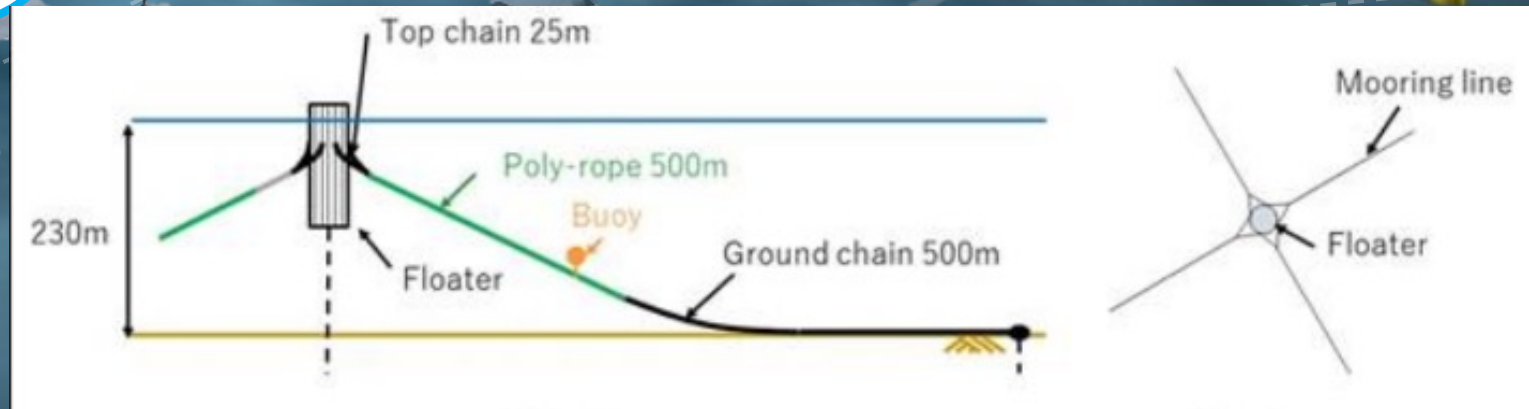 Top chain 25m
Mooring line
Poly-rope 500m
Buoy
230m
Ground chain 500m
Floater
Floater